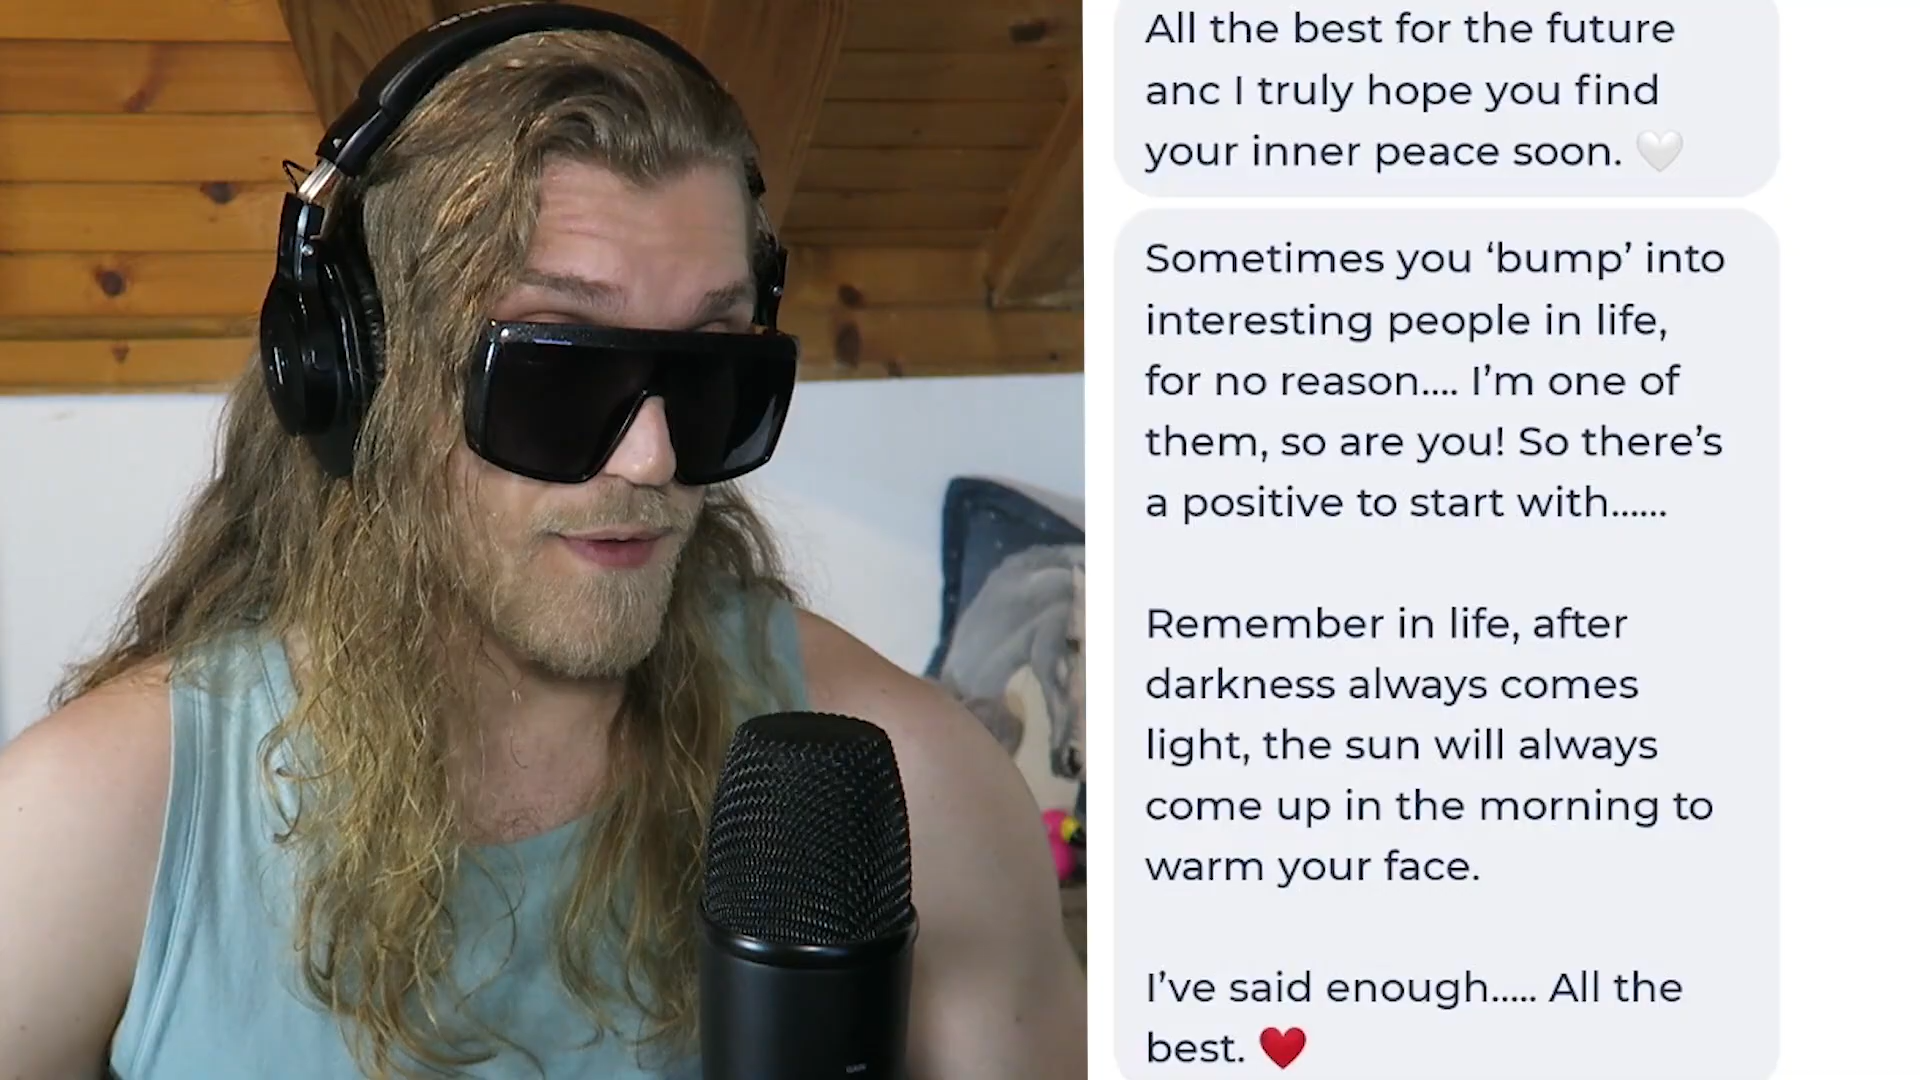 All the best for the future
anc I truly hope you find
your inner peace soon. 🤍
Sometimes you ‘bump’ into
interesting people in life,
for no reason.... I’m one of
them, so are you! So there’s
a positive to start with......
Remember in life, after
darkness always comes
light, the sun will always
come up in the morning to
warm your face.
I’ve said enough..... All the
best. ❤️